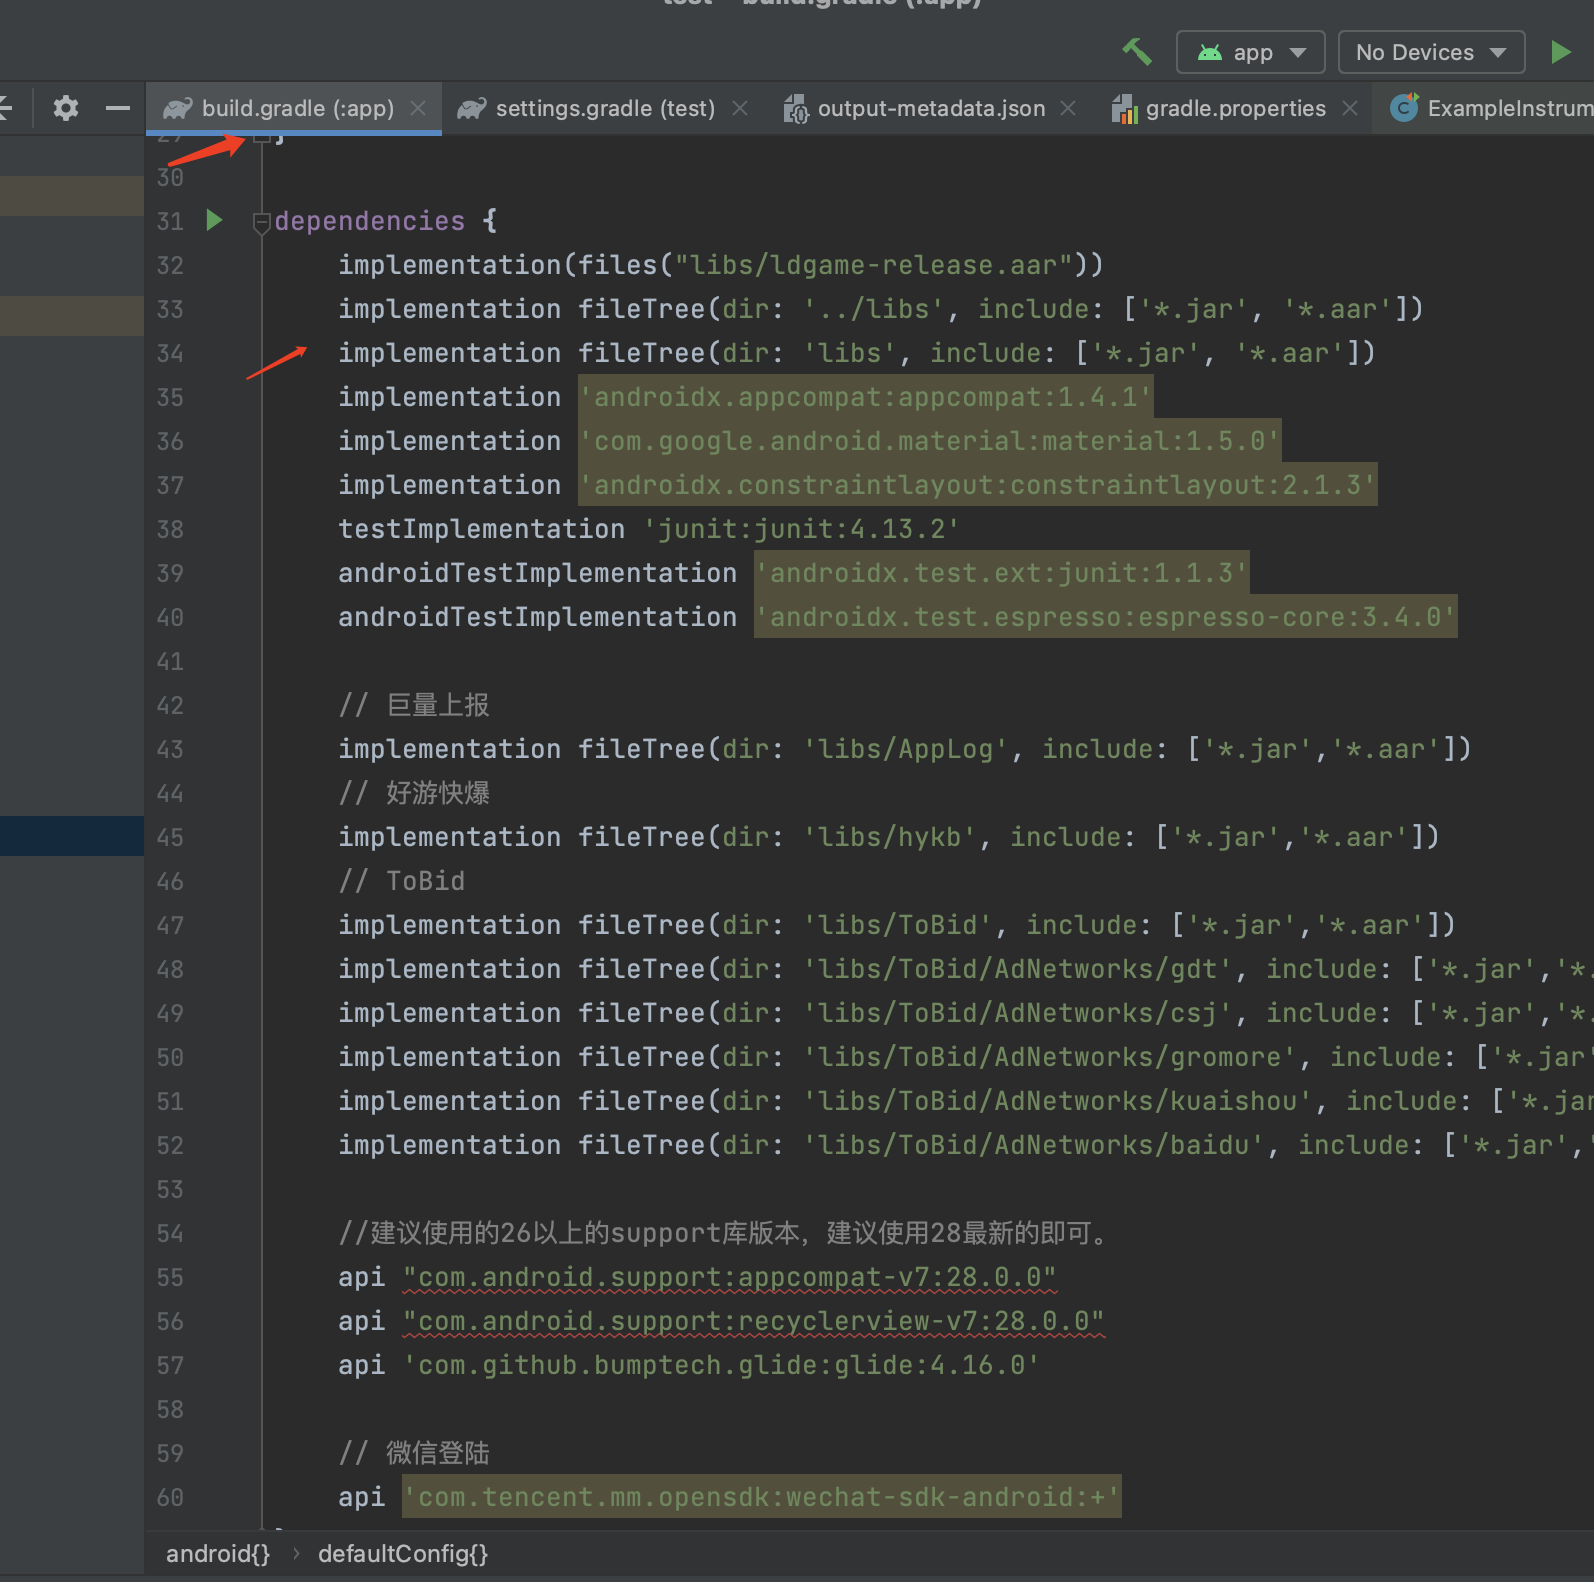 test – build.gradle (:app)
app
No Devices
build.gradle (:app)
settings.gradle (test)
output-metadata.json
gradle.properties
ExampleInstrum
29 }
30
31 dependencies {
32 implementation(files("libs/ldgame-release.aar"))
33 implementation fileTree(dir: '../libs', include: ['*.jar', '*.aar'])
34 implementation fileTree(dir: 'libs', include: ['*.jar', '*.aar'])
35 implementation 'androidx.appcompat:appcompat:1.4.1'
36 implementation 'com.google.android.material:material:1.5.0'
37 implementation 'androidx.constraintlayout:constraintlayout:2.1.3'
38 testImplementation 'junit:junit:4.13.2'
39 androidTestImplementation 'androidx.test.ext:junit:1.1.3'
40 androidTestImplementation 'androidx.test.espresso:espresso-core:3.4.0'
41
42 // 巨量上报
43 implementation fileTree(dir: 'libs/AppLog', include: ['*.jar','*.aar'])
44 // 好游快爆
45 implementation fileTree(dir: 'libs/hykb', include: ['*.jar','*.aar'])
46 // ToBid
47 implementation fileTree(dir: 'libs/ToBid', include: ['*.jar','*.aar'])
48 implementation fileTree(dir: 'libs/ToBid/AdNetworks/gdt', include: ['*.jar','*.
49 implementation fileTree(dir: 'libs/ToBid/AdNetworks/csj', include: ['*.jar','*.
50 implementation fileTree(dir: 'libs/ToBid/AdNetworks/gromore', include: ['*.jar'
51 implementation fileTree(dir: 'libs/ToBid/AdNetworks/kuaishou', include: ['*.jar
52 implementation fileTree(dir: 'libs/ToBid/AdNetworks/baidu', include: ['*.jar','
53
54 //建议使用的26以上的support库版本，建议使用28最新的即可。
55 api "com.android.support:appcompat-v7:28.0.0"
56 api "com.android.support:recyclerview-v7:28.0.0"
57 api 'com.github.bumptech.glide:glide:4.16.0'
58
59 // 微信登陆
60 api 'com.tencent.mm.opensdk:wechat-sdk-android:+'
android{} › defaultConfig{}